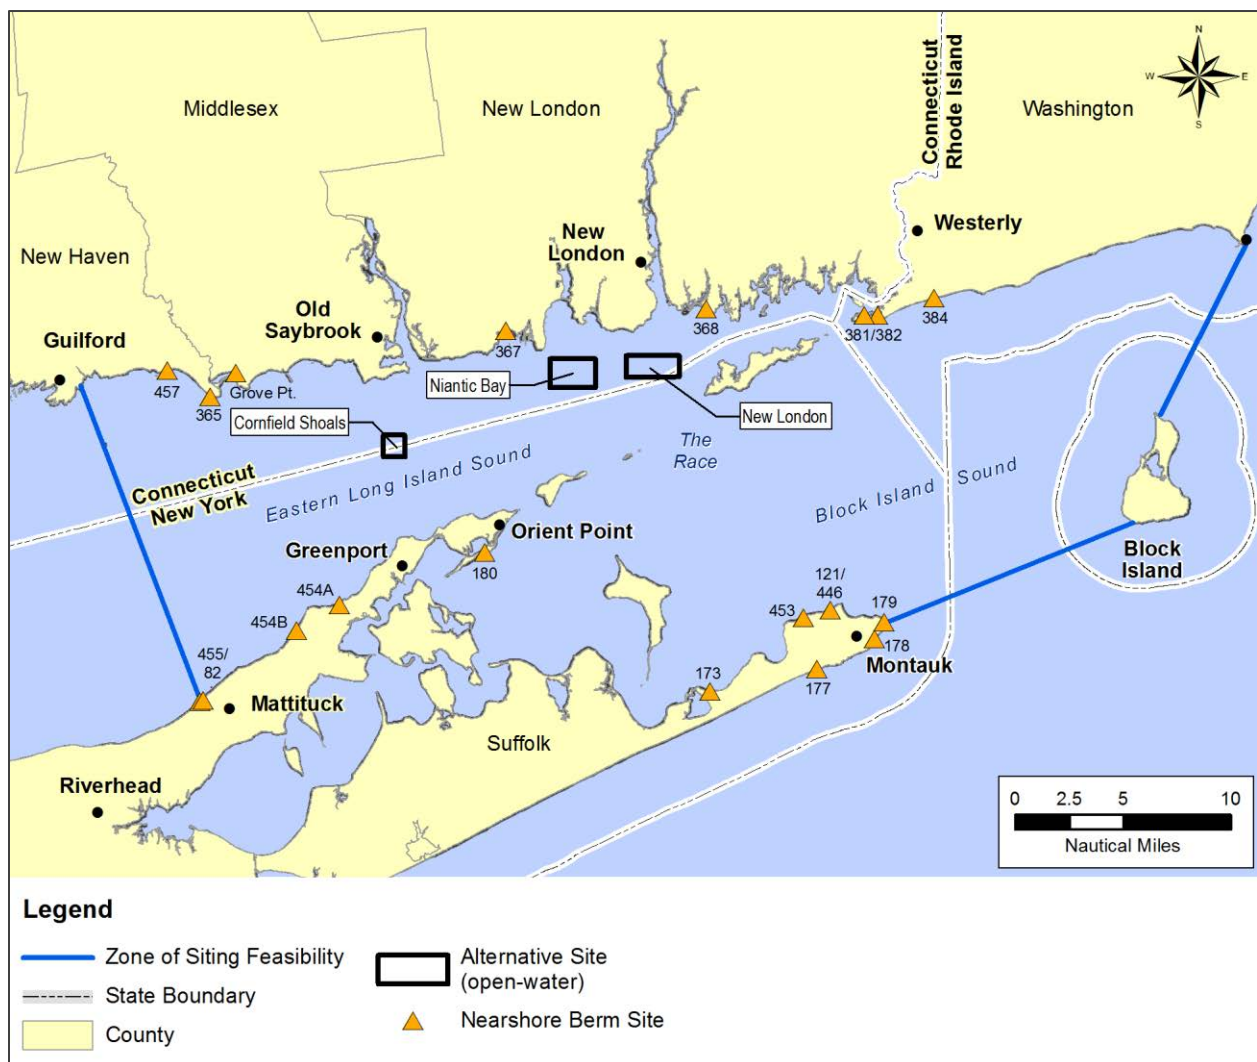 N
W
E
S
Middlesex
New London
Connecticut
Rhode Island
Washington
New Haven
New
London
Westerly
Old
Saybrook
Guilford
368
381/382
384
367
457
365
Grove Pt.
Niantic Bay
New London
Cornfield Shoals
The
Race
Connecticut
New York
Eastern Long Island Sound
Block Island Sound
Orient Point
Greenport
180
Block
Island
454A
454B
121/
446
453
179
178
Montauk
455/
82
173
177
Mattituck
Suffolk
Riverhead
0 2.5 5 10
Nautical Miles
Legend
Zone of Siting Feasibility
State Boundary
County
Alternative Site
(open-water)
Nearshore Berm Site